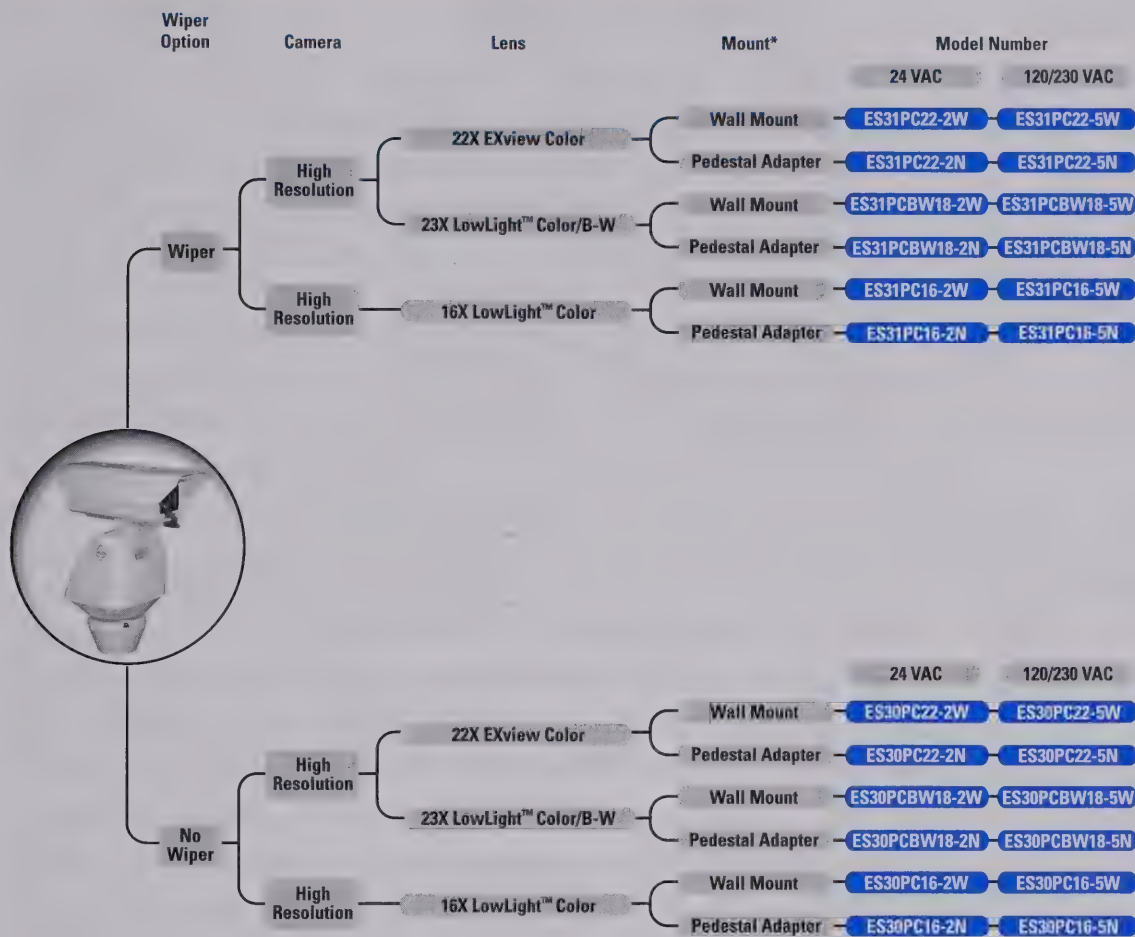 Wiper Option Camera Lens Mount* Model Number
24 VAC 120/230 VAC
Wall Mount ES31PC22-2W ES31PC22-5W
22X EXview Color
Pedestal Adapter ES31PC22-2N ES31PC22-5N
High Resolution
Wall Mount ES31PCBW18-2W ES31PCBW18-5W
23X LowLight™ Color/B-W
Pedestal Adapter ES31PCBW18-2N ES31PCBW18-5N
Wiper
Wall Mount ES31PC16-2W ES31PC16-5W
High Resolution 16X LowLight™ Color
Pedestal Adapter ES31PC16-2N ES31PC16-5N
24 VAC 120/230 VAC
Wall Mount ES30PC22-2W ES30PC22-5W
22X EXview Color
Pedestal Adapter ES30PC22-2N ES30PC22-5N
High Resolution
Wall Mount ES30PCBW18-2W ES30PCBW18-5W
23X LowLight™ Color/B-W
Pedestal Adapter ES30PCBW18-2N ES30PCBW18-5N
No Wiper
Wall Mount ES30PC16-2W ES30PC16-5W
High Resolution 16X LowLight™ Color
Pedestal Adapter ES30PC16-2N ES30PC16-5N